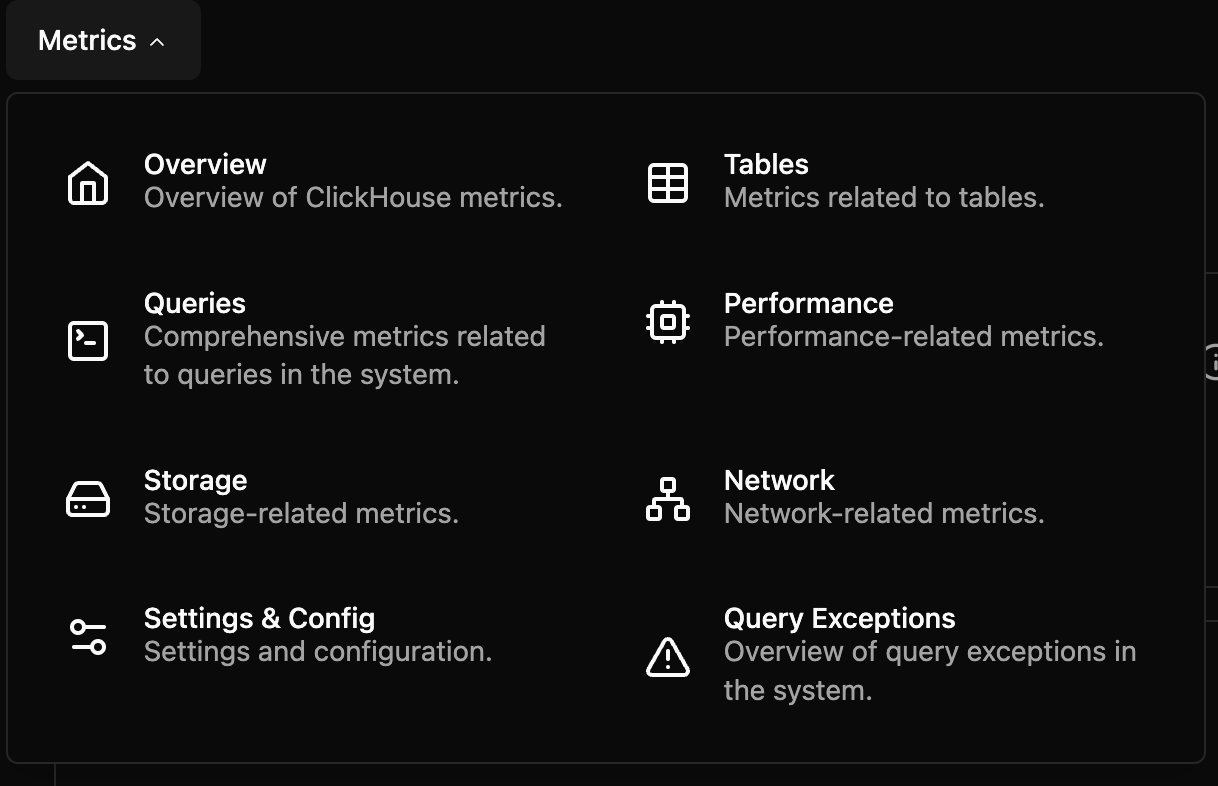 Metrics
Overview
Overview of ClickHouse metrics.
Tables
Metrics related to tables.
Queries
Comprehensive metrics related
to queries in the system.
Performance
Performance-related metrics.
Storage
Storage-related metrics.
Network
Network-related metrics.
Settings & Config
Settings and configuration.
Query Exceptions
Overview of query exceptions in
the system.